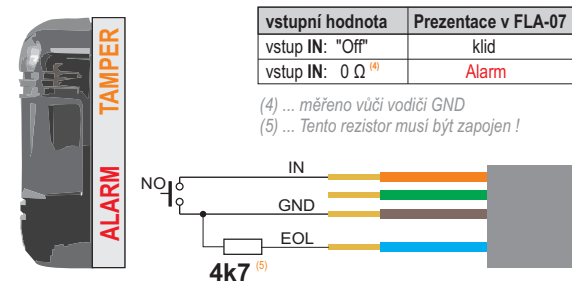 TAMPER
ALARM
vstupní hodnota Prezentace v FLA-07
vstup IN: "Off" klid
vstup IN: 0 Ω (4) Alarm
(4) ... měřeno vůči vodiči GND
(5) ... Tento rezistor musí být zapojen !
IN
NO
GND
EOL
4k7 (5)